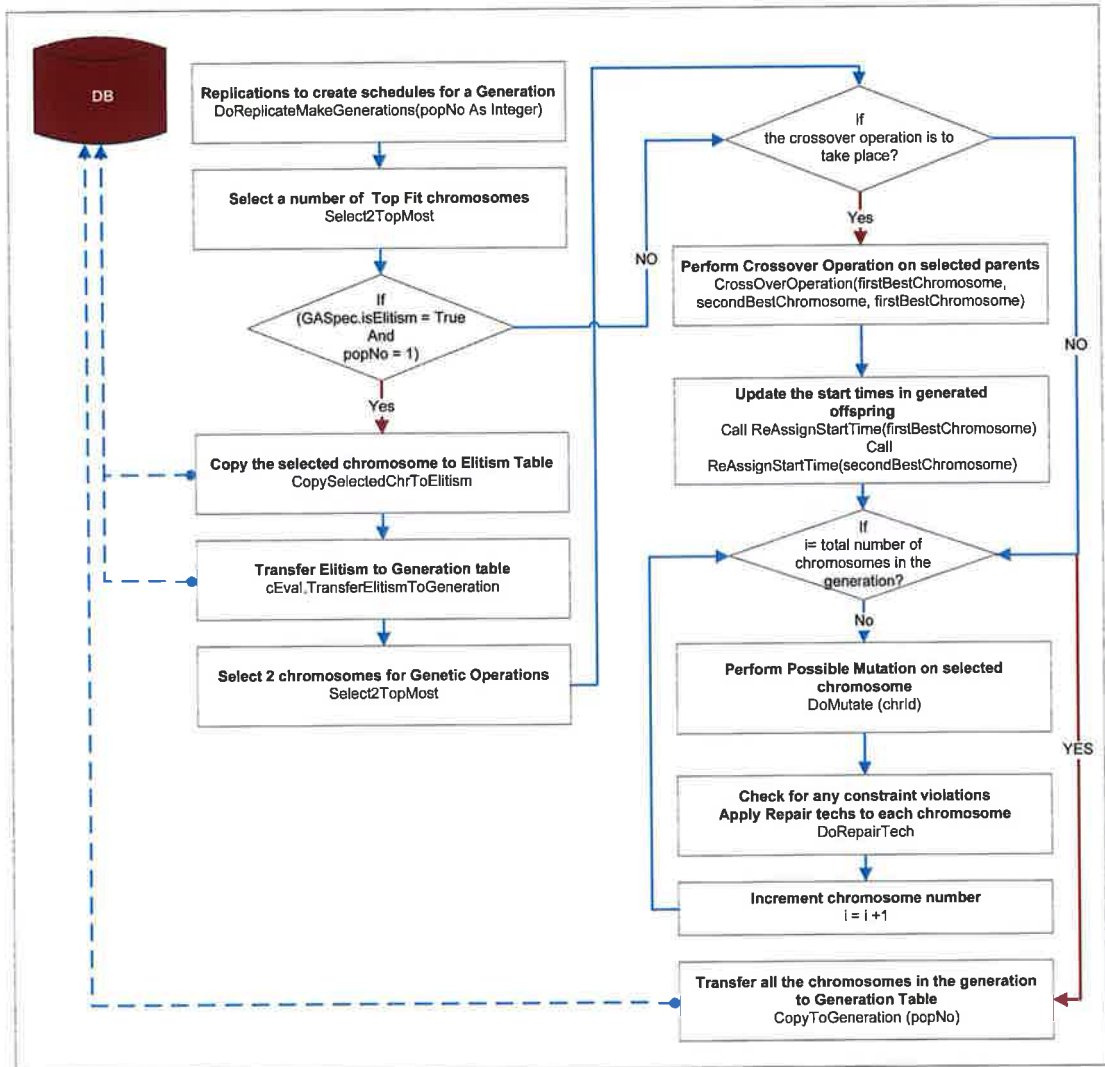 DB
Replications to create schedules for a Generation
DoReplicateMakeGenerations(popNo As Integer)
Select a number of Top Fit chromosomes
Select2TopMost
If
(GASpec.isElitism = True
And
popNo = 1)
Yes
NO
Copy the selected chromosome to Elitism Table
CopySelectedChrToElitism
Transfer Elitism to Generation table
cEval.TransferElitismToGeneration
Select 2 chromosomes for Genetic Operations
Select2TopMost
If
the crossover operation is to
take place?
Yes
NO
Perform Crossover Operation on selected parents
CrossOverOperation(firstBestChromosome,
secondBestChromosome, firstBestChromosome)
Update the start times in generated
offspring
Call ReAssignStartTime(firstBestChromosome)
Call
ReAssignStartTime(secondBestChromosome)
If
i= total number of
chromosomes in the
generation?
No
YES
Perform Possible Mutation on selected
chromosome
DoMutate (chrId)
Check for any constraint violations
Apply Repair techs to each chromosome
DoRepairTech
Increment chromosome number
i = i +1
Transfer all the chromosomes in the generation
to Generation Table
CopyToGeneration (popNo)